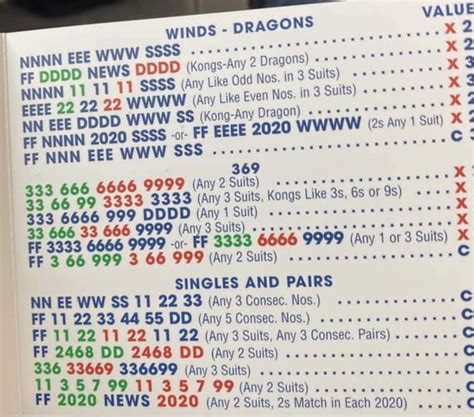 WINDS - DRAGONS VALUE
NNNN EEE WWW SSSS X 2
FF DDDD NEWS DDDD (Kongs-Any 2 Dragons) X 2
NNNN 11 11 11 SSSS (Any Like Odd Nos. in 3 Suits) X 3
EEEE 22 22 22 WWWW (Any Like Even Nos. in 3 Suits) X
NN EEE DDDD WWW SS (Kong-Any Dragon) X
FF NNNN 2020 SSSS -or- FF EEEE 2020 WWWW (2s Any 1 Suit) X 2
FF NNN EEE WWW SSS C
369
333 666 6666 9999 (Any 2 Suits) X
33 66 99 3333 3333 (Any 3 Suits, Kongs Like 3s, 6s or 9s) X
333 6666 999 DDDD (Any 1 Suit) X
33 666 33 666 9999 (Any 3 Suits) X
FF 3333 6666 9999 -or- FF 3333 6666 9999 (Any 1 or 3 Suits) X
FF 3 66 999 3 66 999 (Any 2 Suits) C
SINGLES AND PAIRS
NN EE WW SS 11 22 33 (Any 3 Consec. Nos.) C
FF 11 22 33 44 55 DD (Any 5 Consec. Nos.) C
FF 11 22 11 22 11 22 (Any 3 Suits, Any 3 Consec. Pairs) C
FF 2468 DD 2468 DD (Any 2 Suits) C
336 33669 336699 (Any 3 Suits) C
11 3 5 7 99 11 3 5 7 99 (Any 2 Suits) C
FF 2020 NEWS 2020 (Any 2 Suits, 2s Match in Each 2020) C